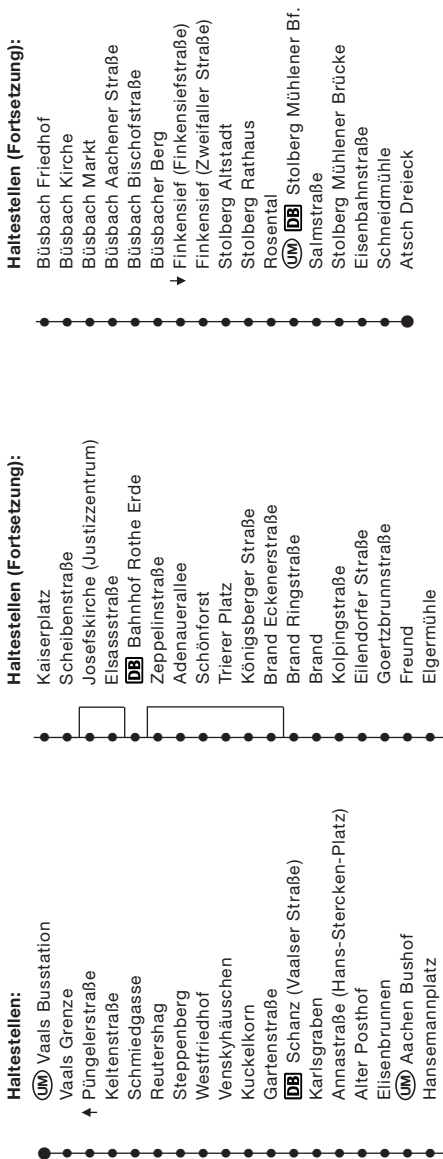 Haltestellen:
UM Vaals Busstation
Vaals Grenze
Püngelerstraße
Keltenstraße
Schmiedgasse
Reutershag
Steppenberg
Westfriedhof
Venskyhäuschen
Kuckelkorn
Gartenstraße
DB Schanz (Vaalser Straße)
Karlsgraben
Annastraße (Hans-Stercken-Platz)
Alter Posthof
Elisenbrunnen
UM Aachen Bushof
Hansemannplatz
Haltestellen (Fortsetzung):
Kaiserplatz
Scheibenstraße
Josefskirche (Justizzentrum)
Elsassstraße
DB Bahnhof Rothe Erde
Zeppelinstraße
Adenauerallee
Schönforst
Trierer Platz
Königsberger Straße
Brand Eckenerstraße
Brand Ringstraße
Brand
Kolpingstraße
Eilendorfer Straße
Goertzbrunnstraße
Freund
Elgermühle
Haltestellen (Fortsetzung):
Büsbach Friedhof
Büsbach Kirche
Büsbach Markt
Büsbach Aachener Straße
Büsbach Bischofstraße
Büsbacher Berg
Finkensief (Finkensiefstraße)
Finkensief (Zweifaller Straße)
Stolberg Altstadt
Stolberg Rathaus
Rosental
UM DB Stolberg Mühlener Bf.
Salmstraße
Stolberg Mühlener Brücke
Eisenbahnstraße
Schneidmühle
Atsch Dreieck